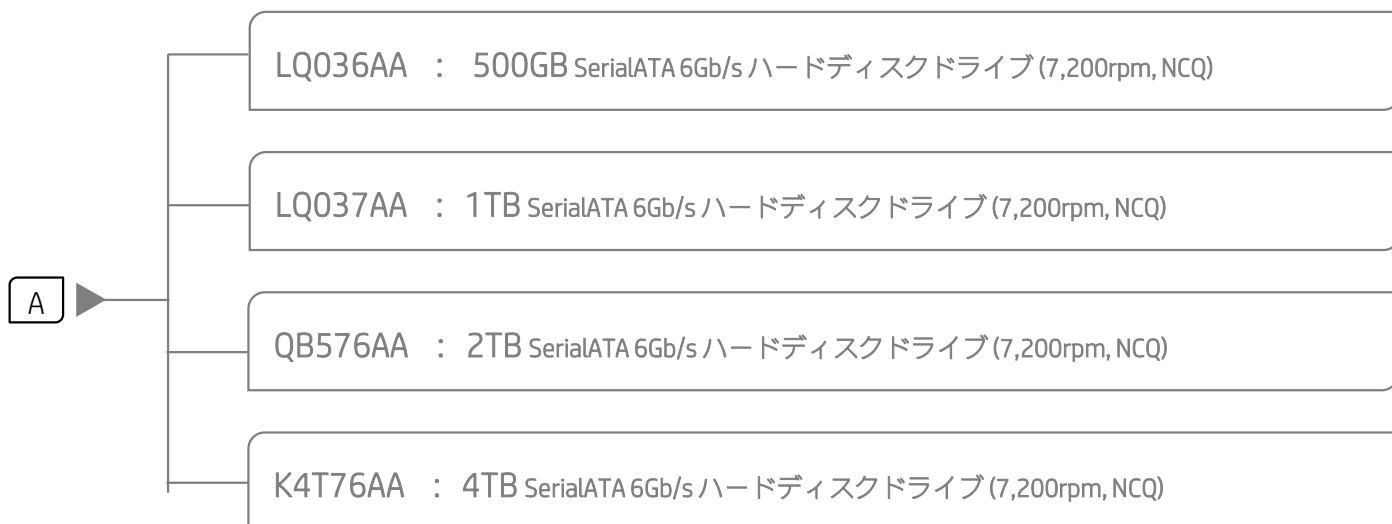 LQ036AA : 500GB SerialATA 6Gb/s ハードディスクドライブ (7,200rpm, NCQ)
LQ037AA : 1TB SerialATA 6Gb/s ハードディスクドライブ (7,200rpm, NCQ)
A
QB576AA : 2TB SerialATA 6Gb/s ハードディスクドライブ (7,200rpm, NCQ)
K4T76AA : 4TB SerialATA 6Gb/s ハードディスクドライブ (7,200rpm, NCQ)